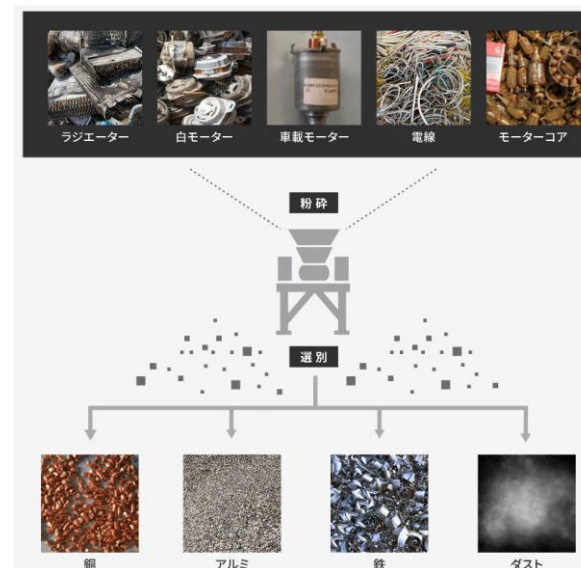 ラジエーター
白モーター
車載モーター
電線
モーターコア
粉砕
選別
銅
アルミ
鉄
ダスト